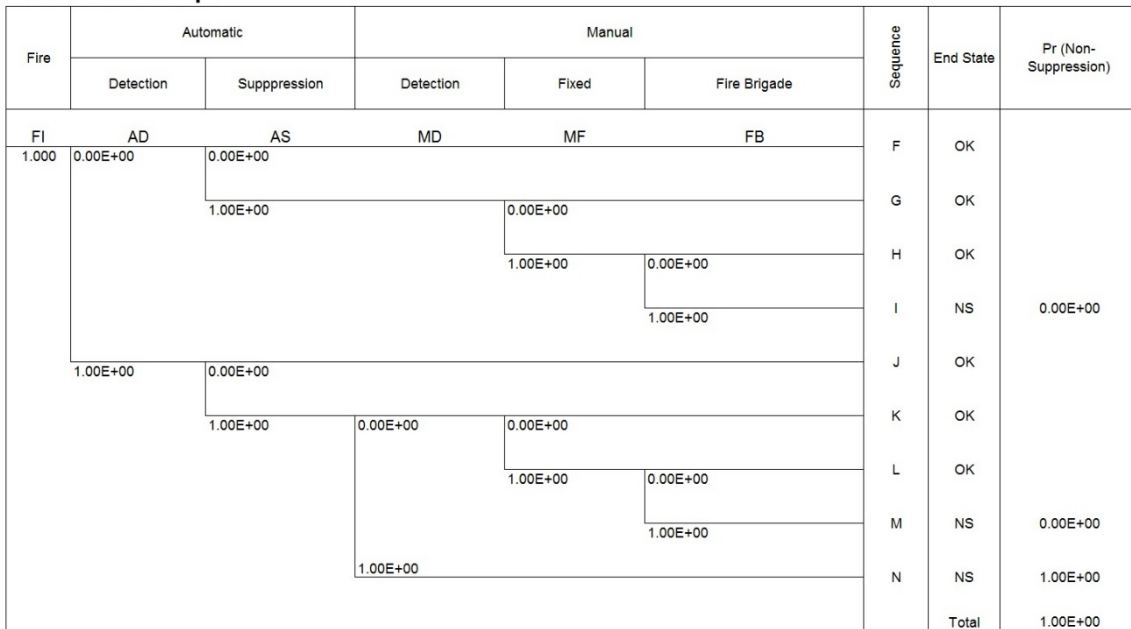 Fire Automatic Manual Sequence End State Pr (Non-Suppression)
Detection Supppression Detection Fixed Fire Brigade
FI AD AS MD MF FB F OK
1.000 0.00E+00 0.00E+00
G OK
1.00E+00 0.00E+00
H OK
1.00E+00 0.00E+00
I NS 0.00E+00
1.00E+00
J OK
1.00E+00 0.00E+00
K OK
1.00E+00 0.00E+00 0.00E+00
L OK
1.00E+00 0.00E+00
M NS 0.00E+00
1.00E+00
1.00E+00 N NS 1.00E+00
Total 1.00E+00